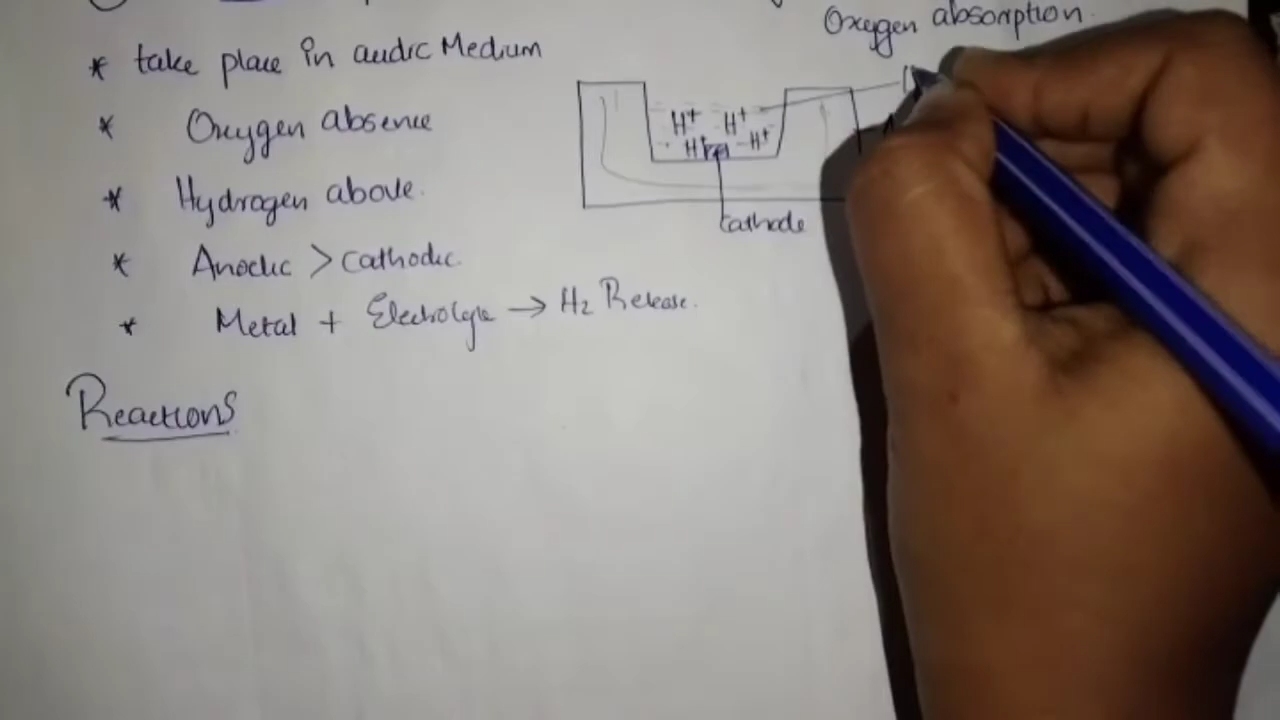 Oxygen absorption.
* take place in acidic Medium
* Oxygen absence
H+ H+
H+ H+
* Hydrogen above.
Cathode
* Anodic > cathodic.
* Metal + Electrolyte → H2 Release.
Reactions